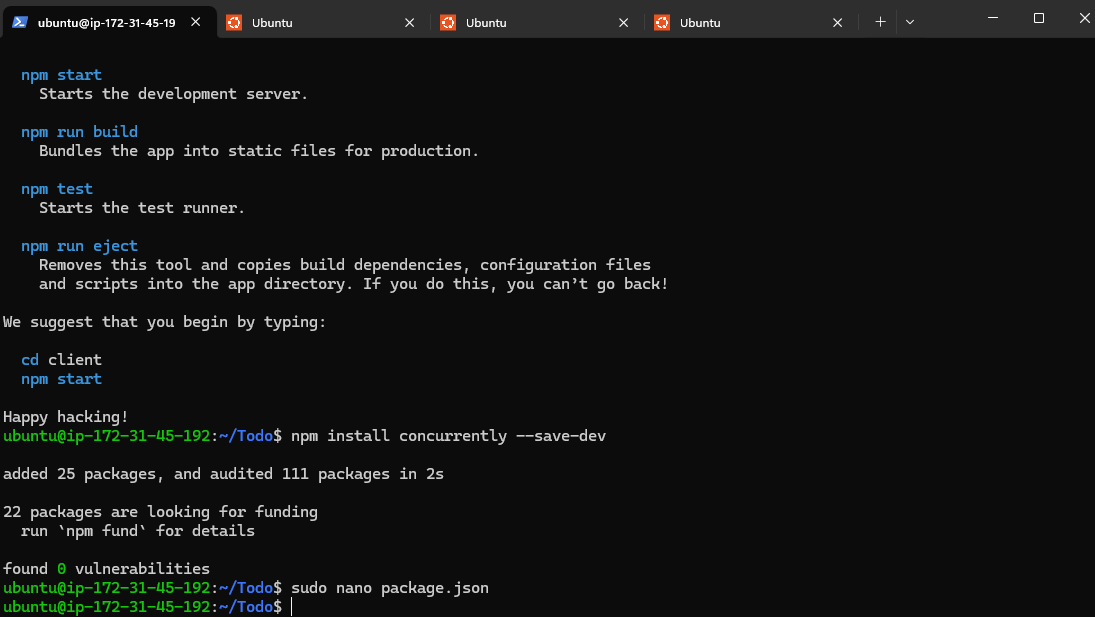 ubuntu@ip-172-31-45-19
Ubuntu
Ubuntu
Ubuntu
npm start
Starts the development server.
npm run build
Bundles the app into static files for production.
npm test
Starts the test runner.
npm run eject
Removes this tool and copies build dependencies, configuration files
and scripts into the app directory. If you do this, you can’t go back!
We suggest that you begin by typing:
cd client
npm start
Happy hacking!
ubuntu@ip-172-31-45-192:~/Todo$ npm install concurrently --save-dev
added 25 packages, and audited 111 packages in 2s
22 packages are looking for funding
run `npm fund` for details
found 0 vulnerabilities
ubuntu@ip-172-31-45-192:~/Todo$ sudo nano package.json
ubuntu@ip-172-31-45-192:~/Todo$